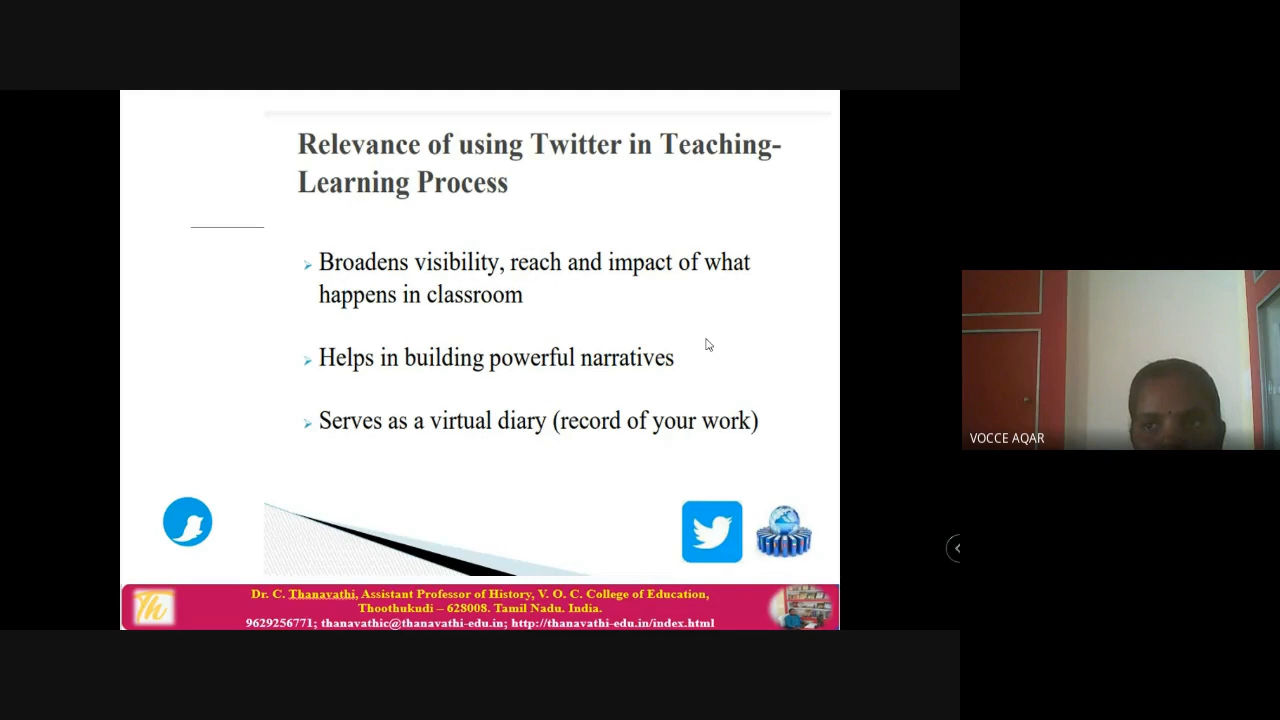 Relevance of using Twitter in Teaching-
Learning Process
Broadens visibility, reach and impact of what
happens in classroom
Helps in building powerful narratives
Serves as a virtual diary (record of your work)
Th
Dr. C. Thanavathi, Assistant Professor of History, V. O. C. College of Education,
Thoothukudi – 628008. Tamil Nadu. India.
9629256771; thanavathic@thanavathi-edu.in; http://thanavathi-edu.in/index.html
VOCCE AQAR